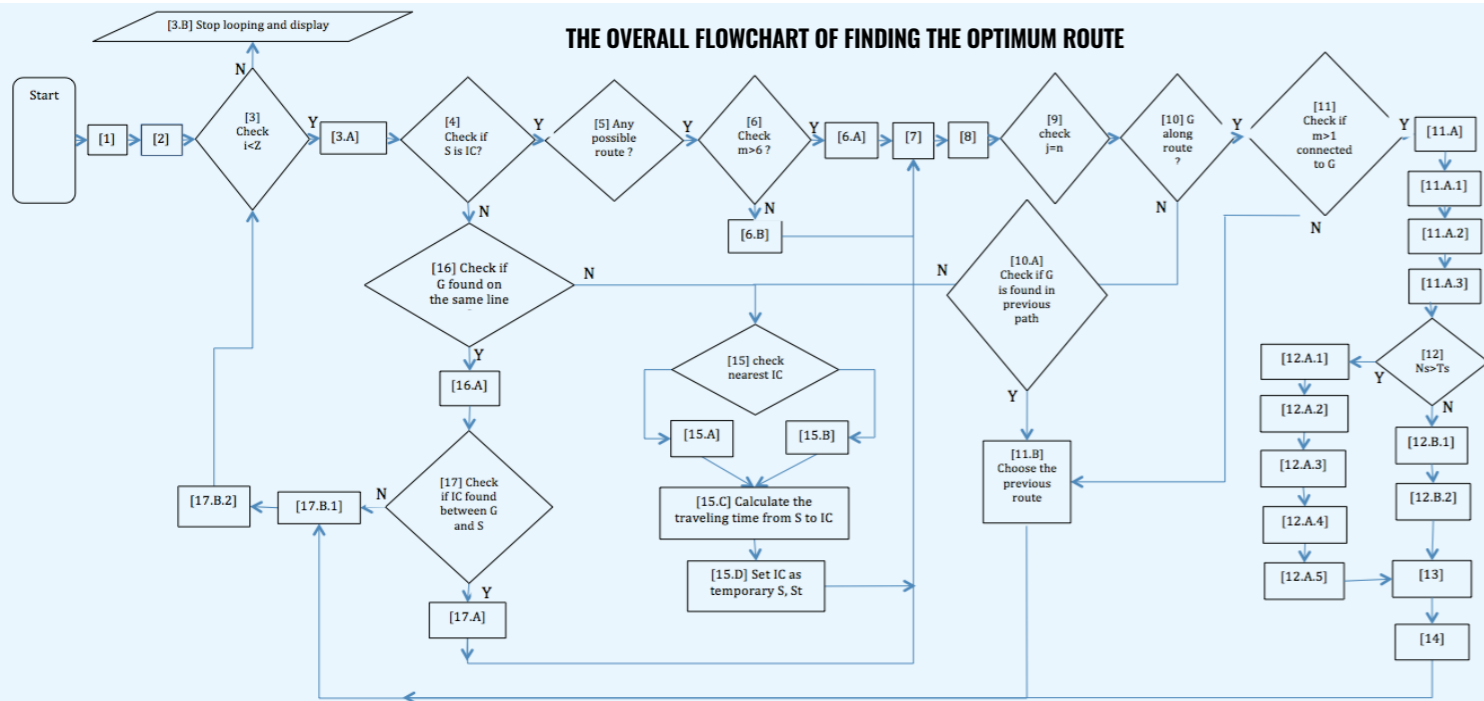 [3.B] Stop looping and display
THE OVERALL FLOWCHART OF FINDING THE OPTIMUM ROUTE
Start
[1]
[2]
[3]
Check
i<Z
N
Y
[3.A]
[4]
Check if
S is IC?
Y
N
[5] Any
possible
route ?
Y
[6]
Check
m>6 ?
Y
N
[6.A]
[6.B]
[7]
[8]
[9]
check
j=n
[10] G
along
route
?
Y
N
[11]
Check if
m>1
connected
to G
Y
N
[11.A]
[11.A.1]
[11.A.2]
[11.A.3]
[16] Check if
G found on
the same line
N
Y
[10.A]
Check if G
is found in
previous
path
N
Y
[15] check
nearest IC
[12]
Ns>Ts
Y
N
[12.A.1]
[12.A.2]
[12.A.3]
[12.A.4]
[12.A.5]
[12.B.1]
[12.B.2]
[13]
[14]
[16.A]
[15.A]
[15.B]
[11.B]
Choose the
previous
route
[17] Check
if IC found
between G
and S
N
Y
[17.B.1]
[17.B.2]
[15.C] Calculate the
traveling time from S to IC
[15.D] Set IC as
temporary S, St
[17.A]